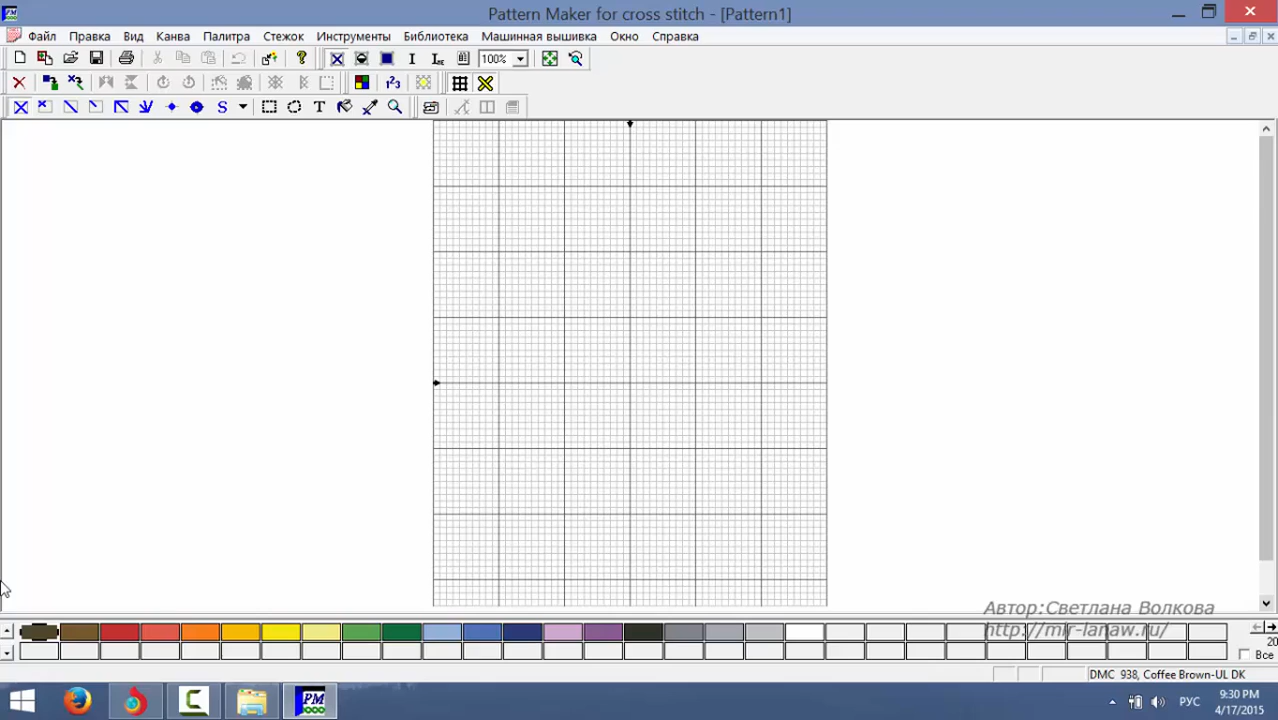 Pattern Maker for cross stitch - [Pattern1]
Файл Правка Вид Канва Палитра Стежок Инструменты Библиотека Машинная вышивка Окно Справка
100%
Автор:Светлана Волкова
http://mir-lanaw.ru/
20
Все
DMC 938, Coffee Brown-UL DK
PM
РУС
9:30 PM
4/17/2015